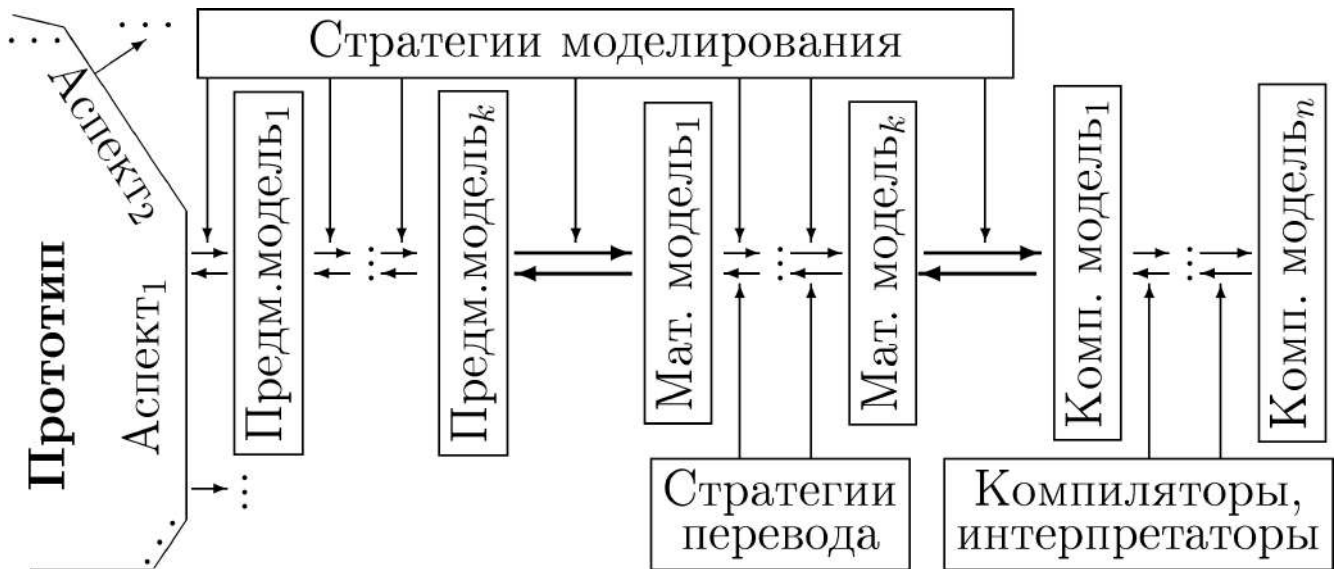 Стратегии моделирования
Прототип
Аспект₂
Аспект₁
Предм.модель₁
Предм.модельₖ
Мат. модель₁
Мат. модельₖ
Комп. модель₁
Комп. модельₙ
Стратегии
перевода
Компиляторы,
интерпретаторы